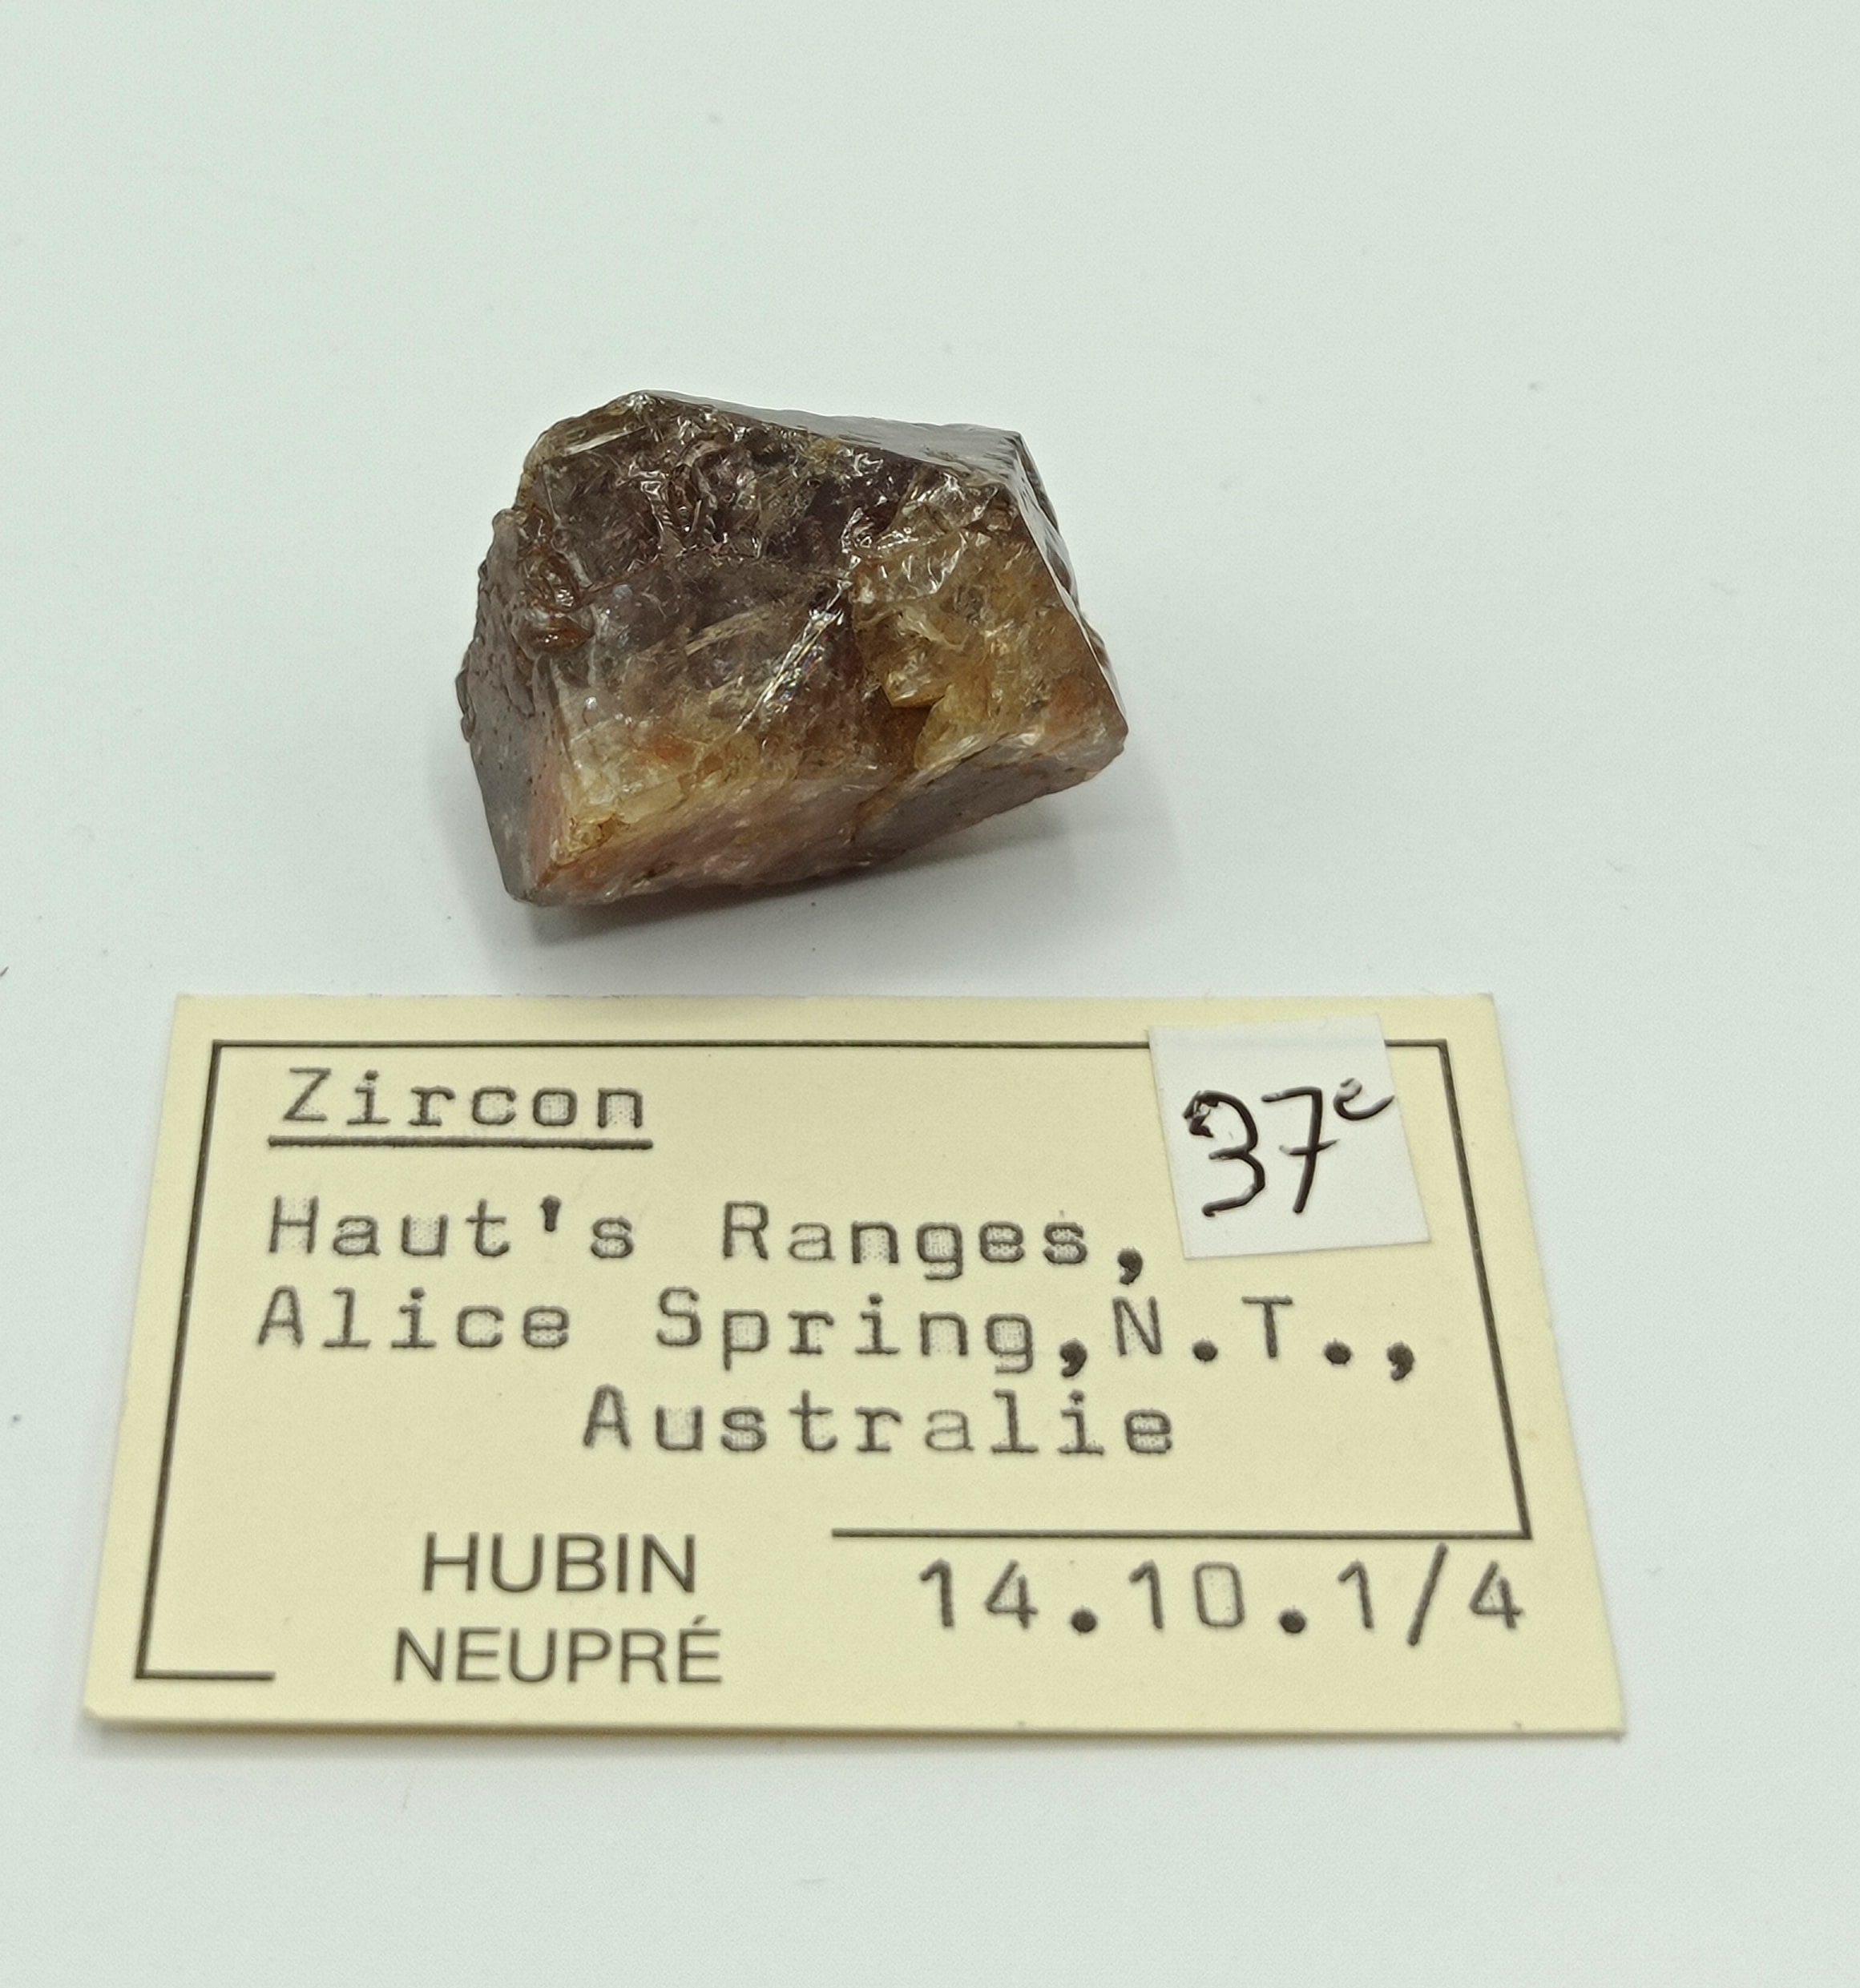 Zircon
37€
Haut's Ranges,
Alice Spring,N.T.,
Australie
HUBIN
NEUPRÉ
14.10.1/4